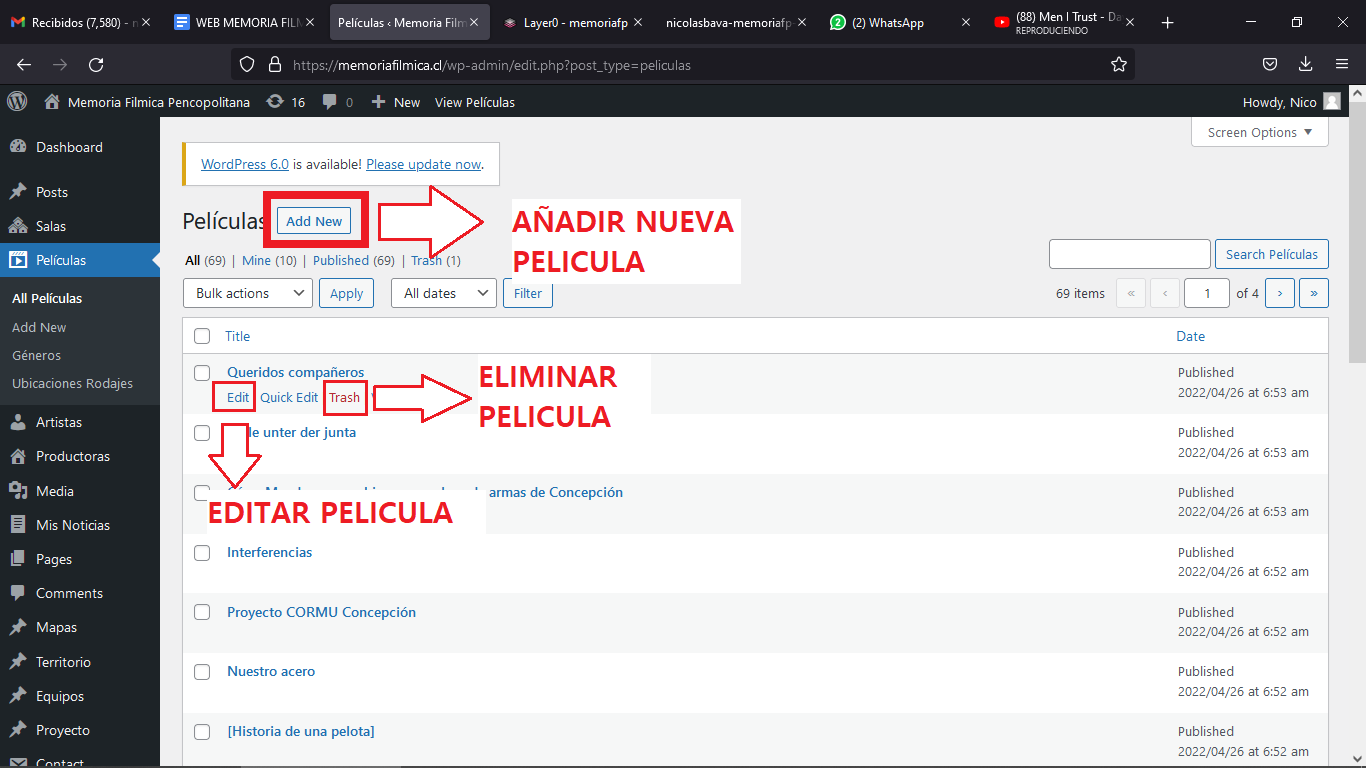 Recibidos (7,580) - n
WEB MEMORIA FILM
Películas ‹ Memoria Film
Layer0 - memoriafp
nicolasbava-memoriafp
(2) WhatsApp
(88) Men I Trust - Da
REPRODUCIENDO
https://memoriafilmica.cl/wp-admin/edit.php?post_type=peliculas
Memoria Filmica Pencopolitana
16
0
New
View Películas
Howdy, Nico
Screen Options
Dashboard
Posts
Salas
Películas
All Películas
Add New
Géneros
Ubicaciones Rodajes
Artistas
Productoras
Media
Mis Noticias
Pages
Comments
Mapas
Territorio
Equipos
Proyecto
Contact
WordPress 6.0 is available! Please update now.
Películas
Add New
AÑADIR NUEVA
PELICULA
All (69) | Mine (10) | Published (69) | Trash (1)
Search Películas
Bulk actions
Apply
All dates
Filter
69 items
«
‹
1
of 4
›
»
Title
Date
Queridos compañeros
Edit
Quick Edit
Trash
Published
2022/04/26 at 6:53 am
ELIMINAR
PELICULA
unter der junta
Published
2022/04/26 at 6:53 am
armas de Concepción
Published
2022/04/26 at 6:53 am
EDITAR PELICULA
Interferencias
Published
2022/04/26 at 6:52 am
Proyecto CORMU Concepción
Published
2022/04/26 at 6:52 am
Nuestro acero
Published
2022/04/26 at 6:52 am
[Historia de una pelota]
Published
2022/04/26 at 6:52 am